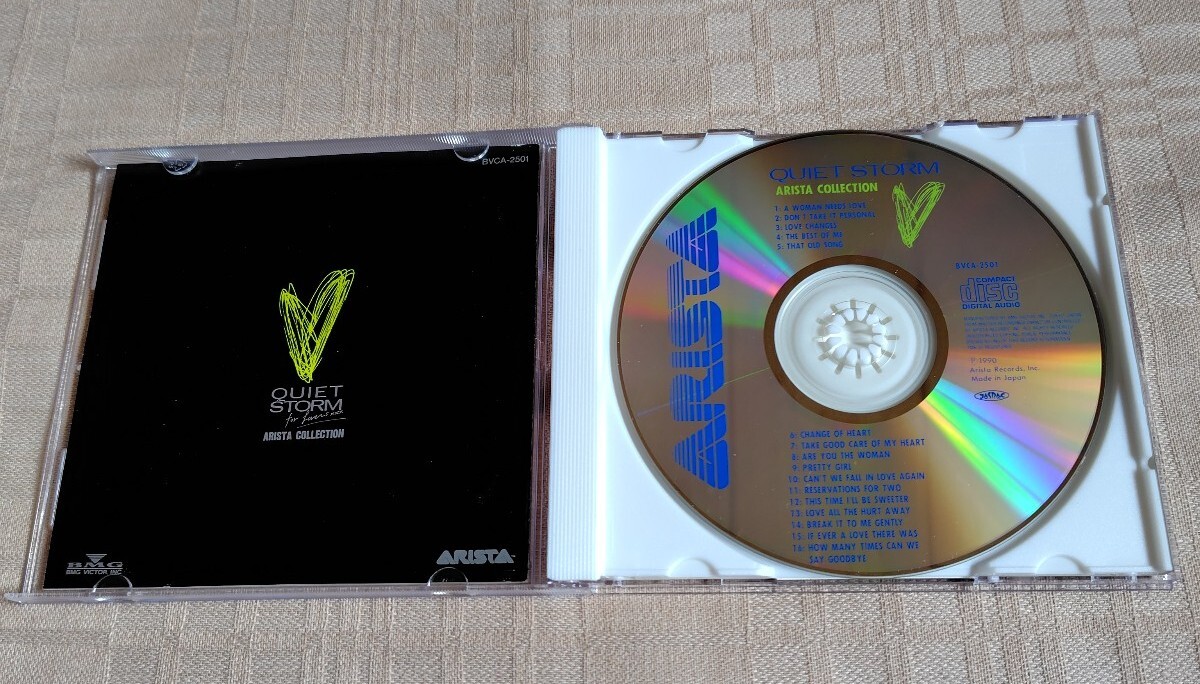 BVCA-2501
QUIET
STORM
for lovers only
ARISTA COLLECTION
BMG
BMG VICTOR, INC.
ARISTA
QUIET STORM
ARISTA COLLECTION
1: A WOMAN NEEDS LOVE
2: DON'T TAKE IT PERSONAL
3: LOVE CHANGES
4: THE BEST OF ME
5: THAT OLD SONG
ARISTA
BVCA-2501
COMPACT
disc
DIGITAL AUDIO
℗ 1990
Arista Records, Inc.
Made in Japan
JASRAC
6: CHANGE OF HEART
7: TAKE GOOD CARE OF MY HEART
8: ARE YOU THE WOMAN
9: PRETTY GIRL
10: CAN'T WE FALL IN LOVE AGAIN
11: RESERVATIONS FOR TWO
12: THIS TIME I'LL BE SWEETER
13: LOVE ALL THE HURT AWAY
14: BREAK IT TO ME GENTLY
15: IF EVER A LOVE THERE WAS
16: HOW MANY TIMES CAN WE
SAY GOODBYE